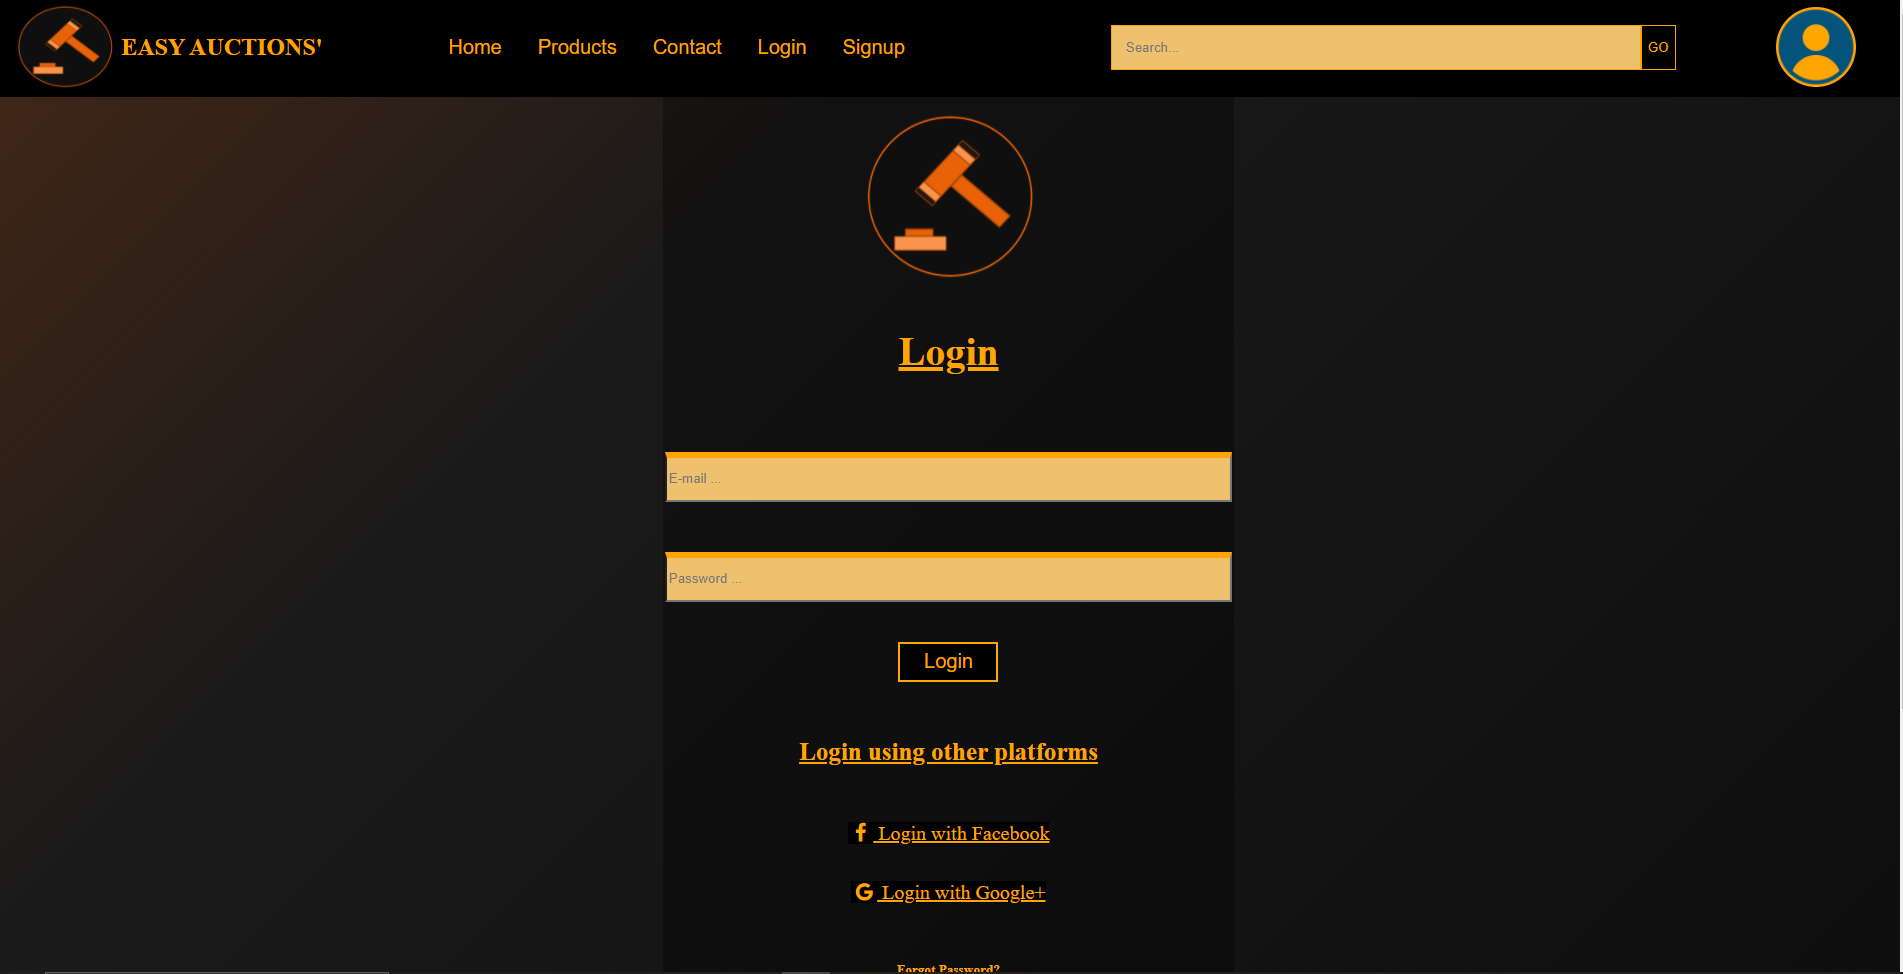 EASY AUCTIONS'
Home Products Contact Login Signup
Search... GO
Login
E-mail ...
Password ...
Login
Login using other platforms
Login with Facebook
Login with Google+
Forgot Password?